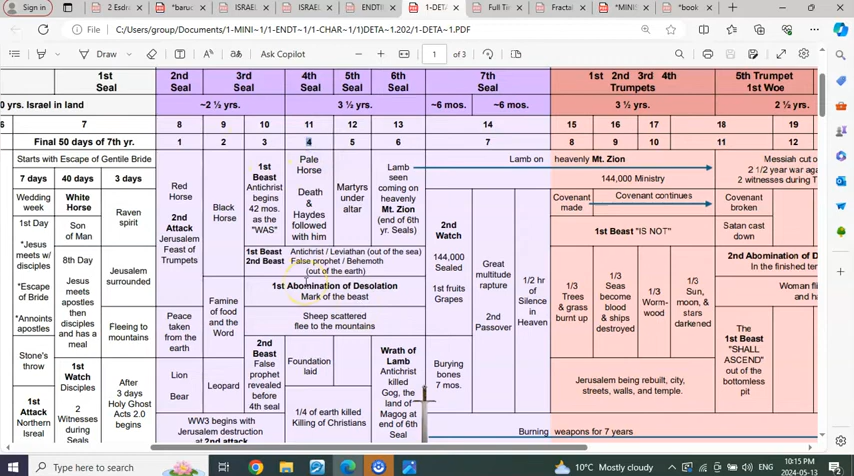 Sign in
2 Esdre
*baruc
ISRAEL
ISRAEL
ENDTIN
1-DETA
Full Tim
Fractal
*MINIS
*book
File
C:/Users/group/Documents/1-MINI~1/1-ENDT~1/1-CHAR~1/1)DETA~1.202/1-DETA~1.PDF
Draw
Ask Copilot
1
of 3
1st Seal
2nd Seal
3rd Seal
4th Seal
5th Seal
6th Seal
7th Seal
1st 2nd 3rd 4th Trumpets
5th Trumpet 1st Woe
0 yrs. Israel in land
~2 ½ yrs.
3 ½ yrs.
~6 mos.
~6 mos.
3 ½ yrs.
2 ½ yrs.
6
7
8
9
10
11
12
13
14
15
16
17
18
19
Final 50 days of 7th yr.
1
2
3
4
5
6
7
8
9
10
11
12
Starts with Escape of Gentile Bride
7 days
40 days
3 days
Wedding week
1st Day
*Jesus meets w/ disciples
*Escape of Bride
*Annoints apostles
Stone's throw
1st Attack
Northern Isreal
White Horse
Son of Man
8th Day
Jesus meets apostles then disciples and has a meal
1st Watch
Disciples
2 Witnesses during Seals
Raven spirit
Jerusalem surrounded
Fleeing to mountains
After 3 days Holy Ghost Acts 2.0 begins
Red Horse
2nd Attack
Jerusalem Feast of Trumpets
Peace taken from the earth
Lion
Bear
WW3 begins with Jerusalem destruction at 2nd attack
Black Horse
Famine of food and the Word
Leopard
1st Beast
Antichrist begins 42 mos. as the "WAS"
Pale Horse
Death & Haydes followed with him
Martyrs under altar
Lamb seen coming on heavenly Mt. Zion (end of 6th yr. Seals)
1st Beast Antichrist / Leviathan (out of the sea)
2nd Beast False prophet / Behemoth (out of the earth)
1st Abomination of Desolation
Mark of the beast
Sheep scattered
flee to the mountains
2nd Beast
False prophet revealed before 4th seal
Foundation laid
1/4 of earth killed
Killing of Christians
Wrath of Lamb
Antichrist killed Gog, the land of Magog at end of 6th Seal
Lamb on heavenly Mt. Zion
2nd Watch
144,000 Sealed
1st fruits Grapes
Burying bones 7 mos.
Great multitude rapture
2nd Passover
1/2 hr of Silence in Heaven
Burning weapons for 7 years
144,000 Ministry
Covenant made
Covenant continues
1st Beast "IS NOT"
1/3 Trees & grass burnt up
1/3 Seas become blood & ships destroyed
1/3 Worm-wood
1/3 Sun, moon, & stars darkened
Jerusalem being rebuilt, city, streets, walls, and temple.
Messiah cut o
2 1/2 year war aga
2 witnesses during T
Covenant broken
Satan cast down
2nd Abomination of D
In the finished ten
Woman fli
and hi
The 1st Beast "SHALL ASCEND" out of the bottomless pit
Type here to search
10°C Mostly cloudy
ENG
10:15 PM
2024-05-13